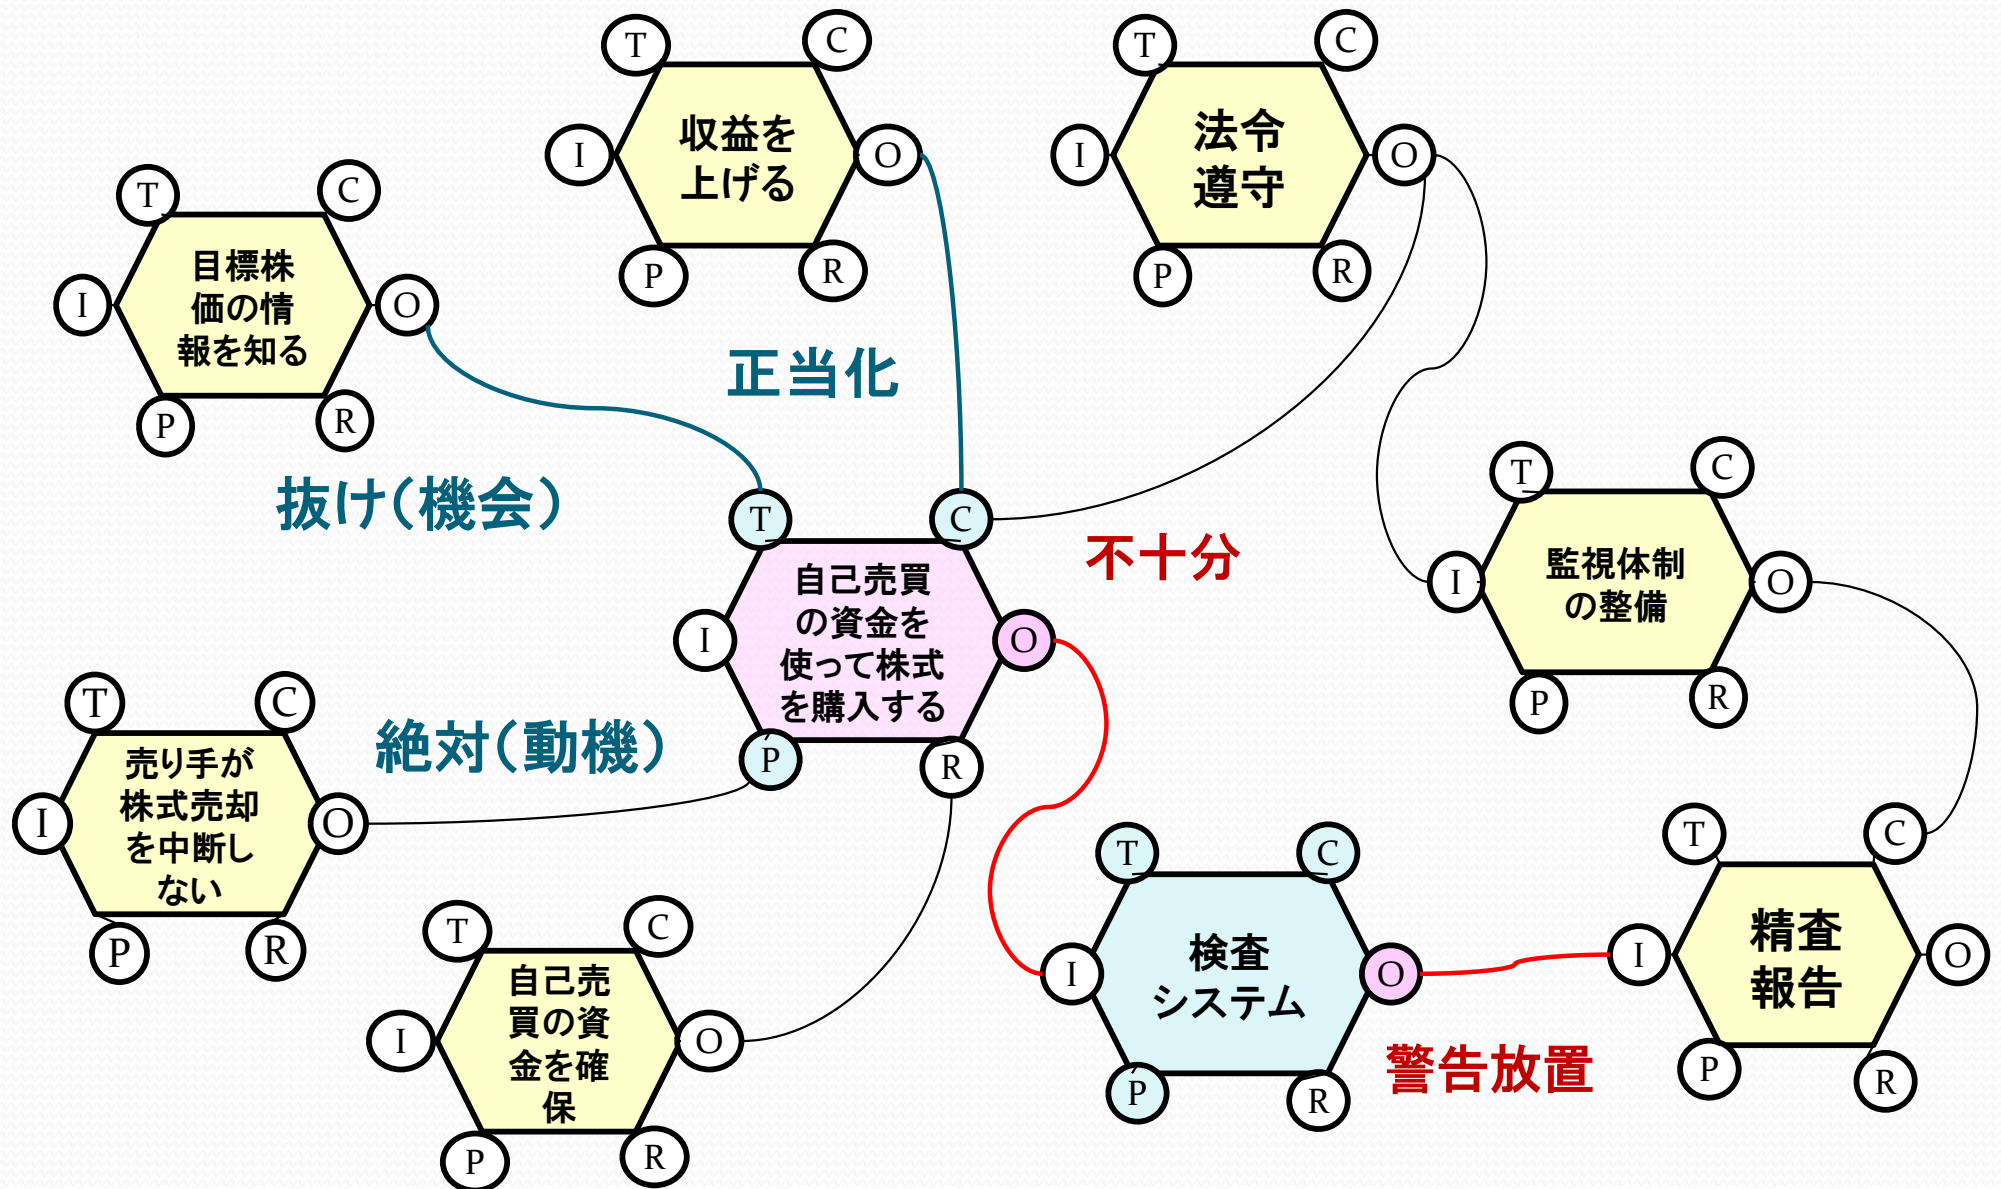 T
C
I
収益を
上げる
O
P
R
T
C
I
法令
遵守
O
P
R
T
C
I
目標株
価の情
報を知る
O
P
R
正当化
抜け(機会)
T
C
I
自己売買
の資金を
使って株式
を購入する
O
P
R
不十分
T
C
I
監視体制
の整備
O
P
R
絶対(動機)
T
C
I
売り手が
株式売却
を中断し
ない
O
P
R
T
C
I
自己売
買の資
金を確
保
O
P
R
T
C
I
検査
システム
O
P
R
警告放置
T
C
I
精査
報告
O
P
R